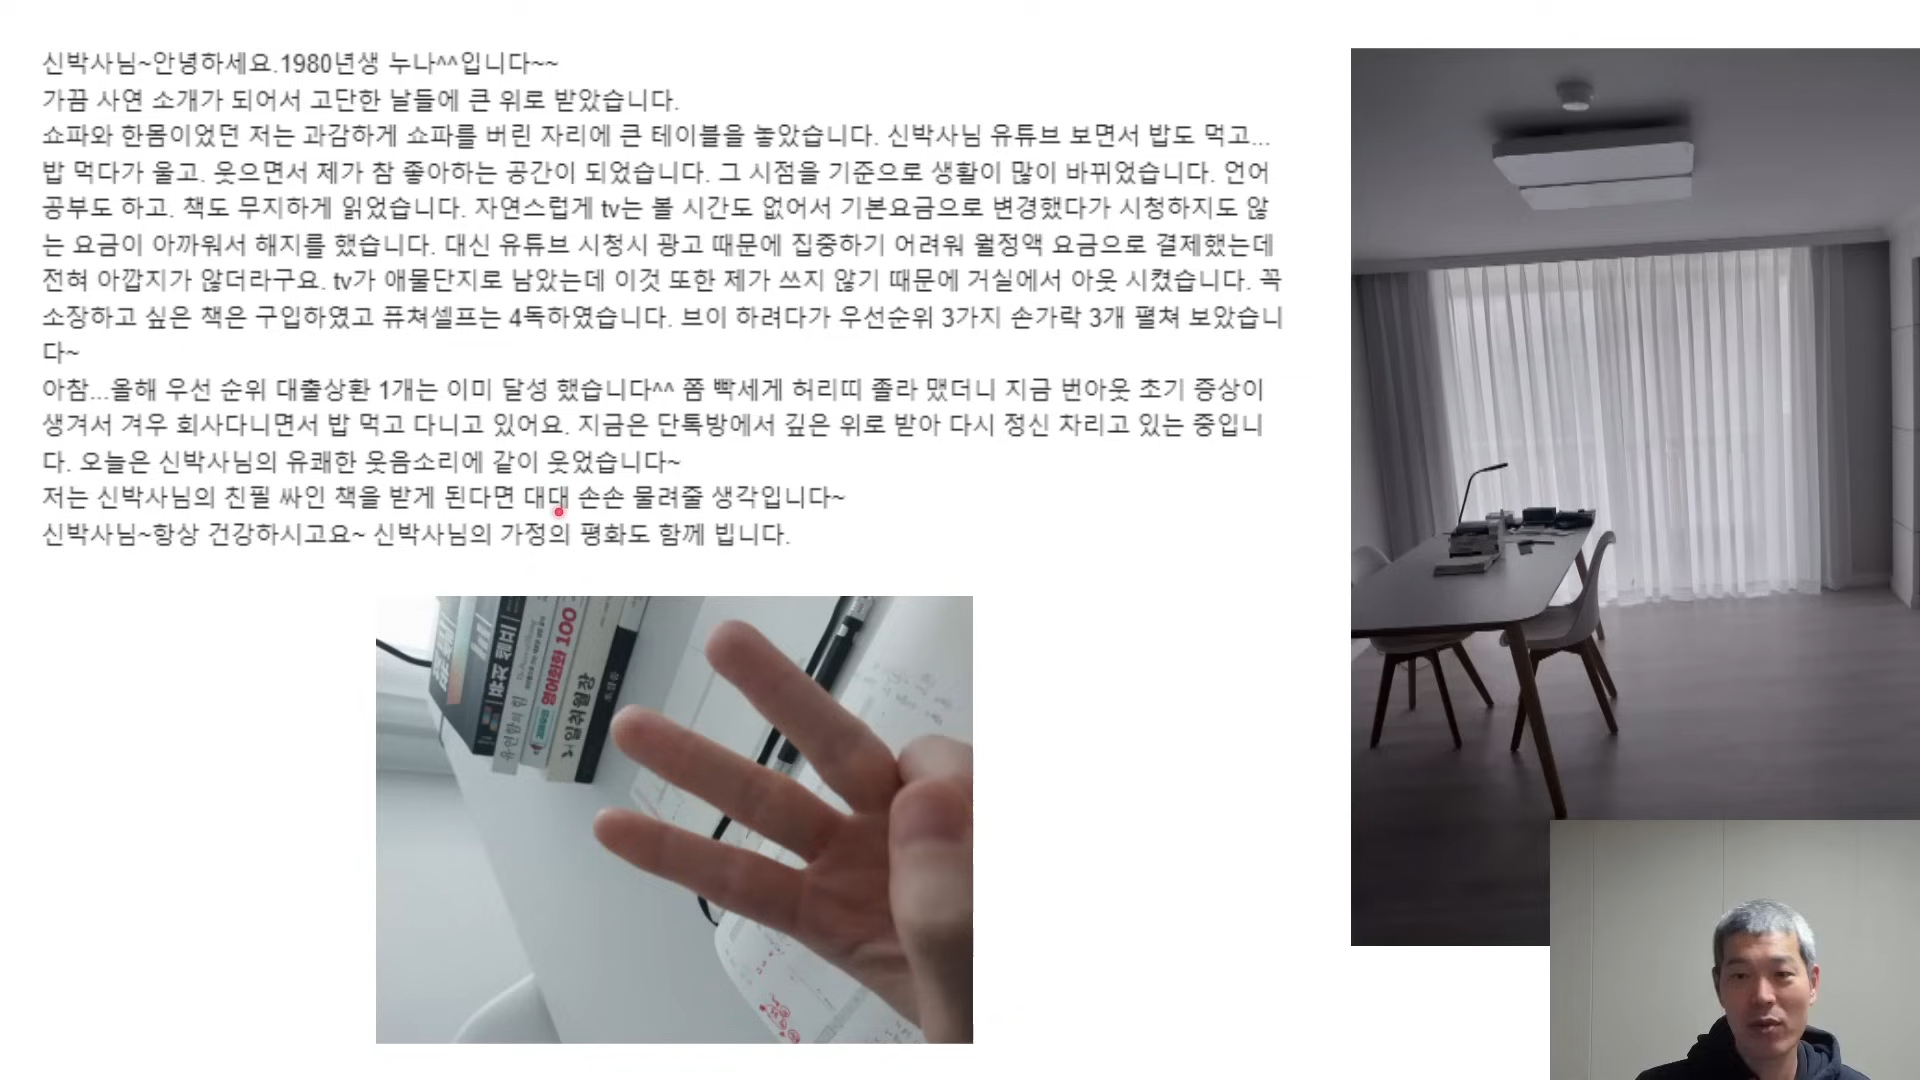 신박사님~안녕하세요.1980년생 누나^^입니다~~
가끔 사연 소개가 되어서 고단한 날들에 큰 위로 받았습니다.
쇼파와 한몸이었던 저는 과감하게 쇼파를 버린 자리에 큰 테이블을 놓았습니다. 신박사님 유튜브 보면서 밥도 먹고...
밥 먹다가 울고. 웃으면서 제가 참 좋아하는 공간이 되었습니다. 그 시점을 기준으로 생활이 많이 바뀌었습니다. 언어
공부도 하고. 책도 무지하게 읽었습니다. 자연스럽게 tv는 볼 시간도 없어서 기본요금으로 변경했다가 시청하지도 않
는 요금이 아까워서 해지를 했습니다. 대신 유튜브 시청시 광고 때문에 집중하기 어려워 월정액 요금으로 결제했는데
전혀 아깝지가 않더라구요. tv가 애물단지로 남았는데 이것 또한 제가 쓰지 않기 때문에 거실에서 아웃 시켰습니다. 꼭
소장하고 싶은 책은 구입하였고 퓨쳐셀프는 4독하였습니다. 브이 하려다가 우선순위 3가지 손가락 3개 펼쳐 보았습니
다~
아참...올해 우선 순위 대출상환 1개는 이미 달성 했습니다^^ 쫌 빡세게 허리띠 졸라 맸더니 지금 번아웃 초기 증상이
생겨서 겨우 회사다니면서 밥 먹고 다니고 있어요. 지금은 단톡방에서 깊은 위로 받아 다시 정신 차리고 있는 중입니
다. 오늘은 신박사님의 유쾌한 웃음소리에 같이 웃었습니다~
저는 신박사님의 친필 싸인 책을 받게 된다면 대대 손손 물려줄 생각입니다~
신박사님~항상 건강하시고요~ 신박사님의 가정의 평화도 함께 빕니다.
유연함의 힘
영어회화 100
일취월장